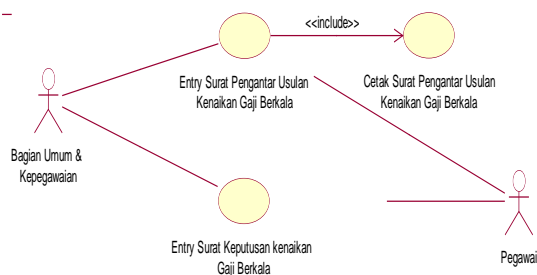 <<include>>
Entry Surat Pengantar Usulan
Kenaikan Gaji Berkala
Cetak Surat Pengantar Usulan
Kenaikan Gaji Berkala
Bagian Umum &
Kepegawaian
Entry Surat Keputusan kenaikan
Gaji Berkala
Pegawai